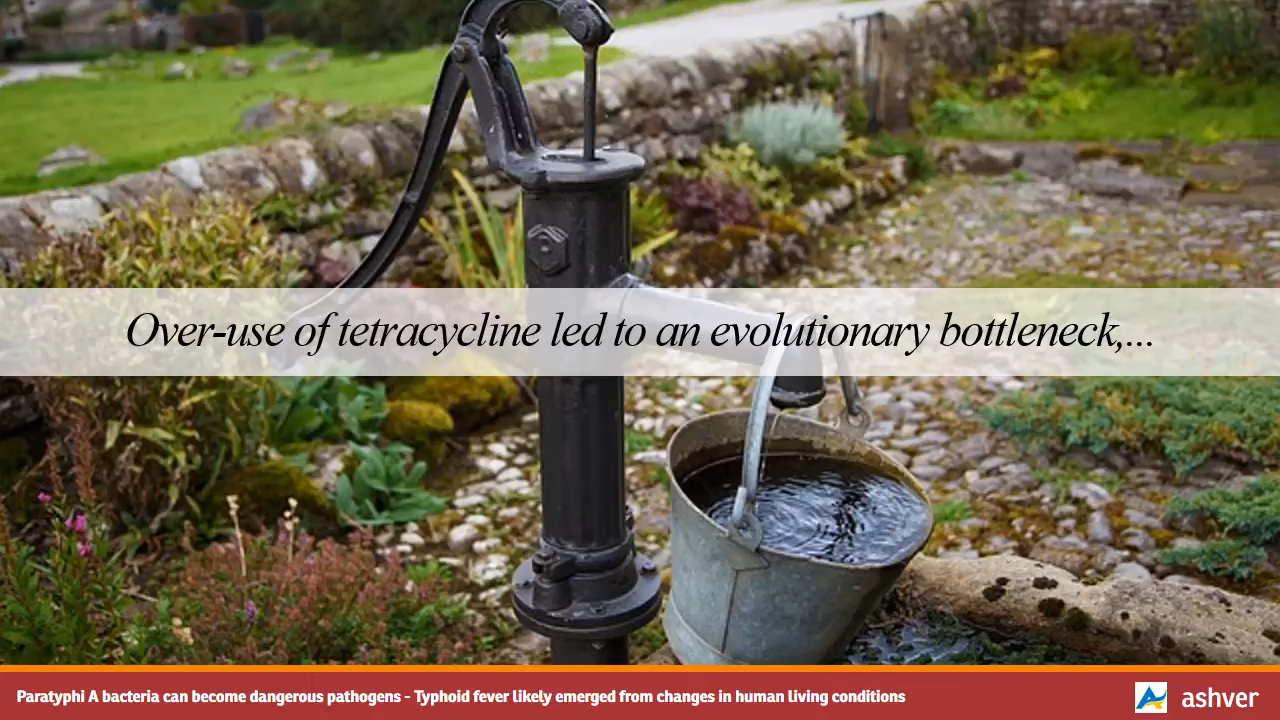 Over-use of tetracycline led to an evolutionary bottleneck,...
Paratyphi A bacteria can become dangerous pathogens - Typhoid fever likely emerged from changes in human living conditions
ashver